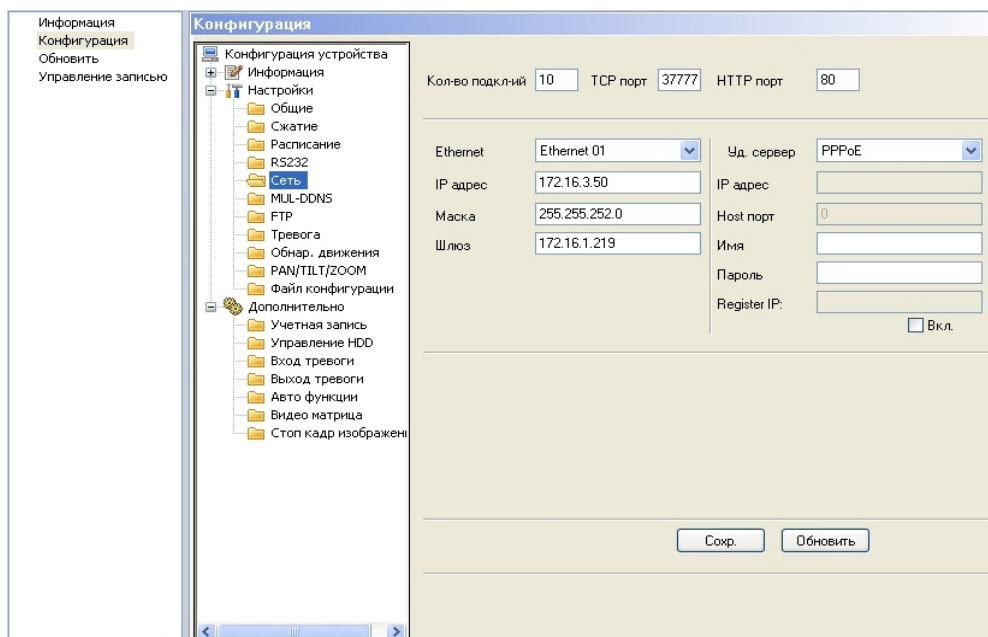 Информация
Конфигурация
Обновить
Управление записью
Конфигурация
Конфигурация устройства
Информация
Настройки
Общие
Сжатие
Расписание
RS232
Сеть
MUL-DDNS
FTP
Тревога
Обнар. движения
PAN/TILT/ZOOM
Файл конфигурации
Дополнительно
Учетная запись
Управление HDD
Вход тревоги
Выход тревоги
Авто функции
Видео матрица
Стоп кадр изображени
Кол-во подкл-ий 10 TCP порт 37777 HTTP порт 80
Ethernet Ethernet 01
IP адрес 172.16.3.50
Маска 255.255.252.0
Шлюз 172.16.1.219
Уд. сервер PPPoE
IP адрес
Host порт 0
Имя
Пароль
Register IP:
Вкл.
Сохр. Обновить